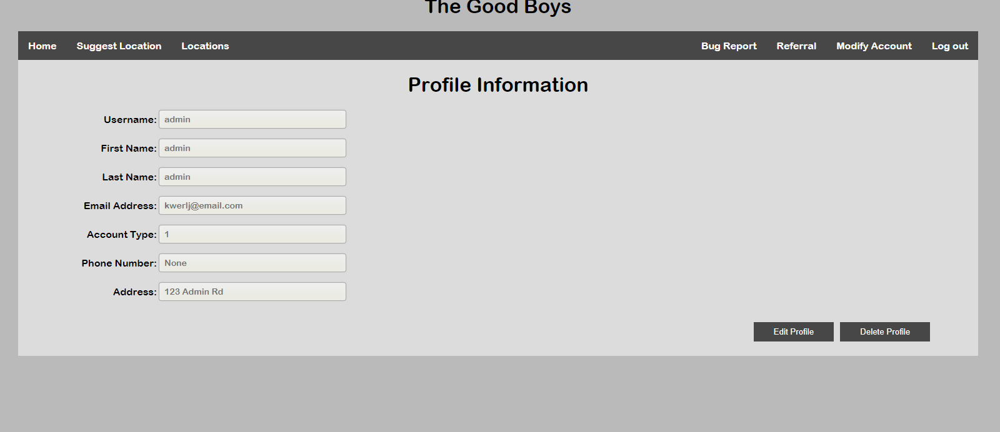 The Good Boys
Home Suggest Location Locations Bug Report Referral Modify Account Log out
Profile Information
Username: admin
First Name: admin
Last Name: admin
Email Address: kwerlj@email.com
Account Type: 1
Phone Number: None
Address: 123 Admin Rd
Edit Profile Delete Profile